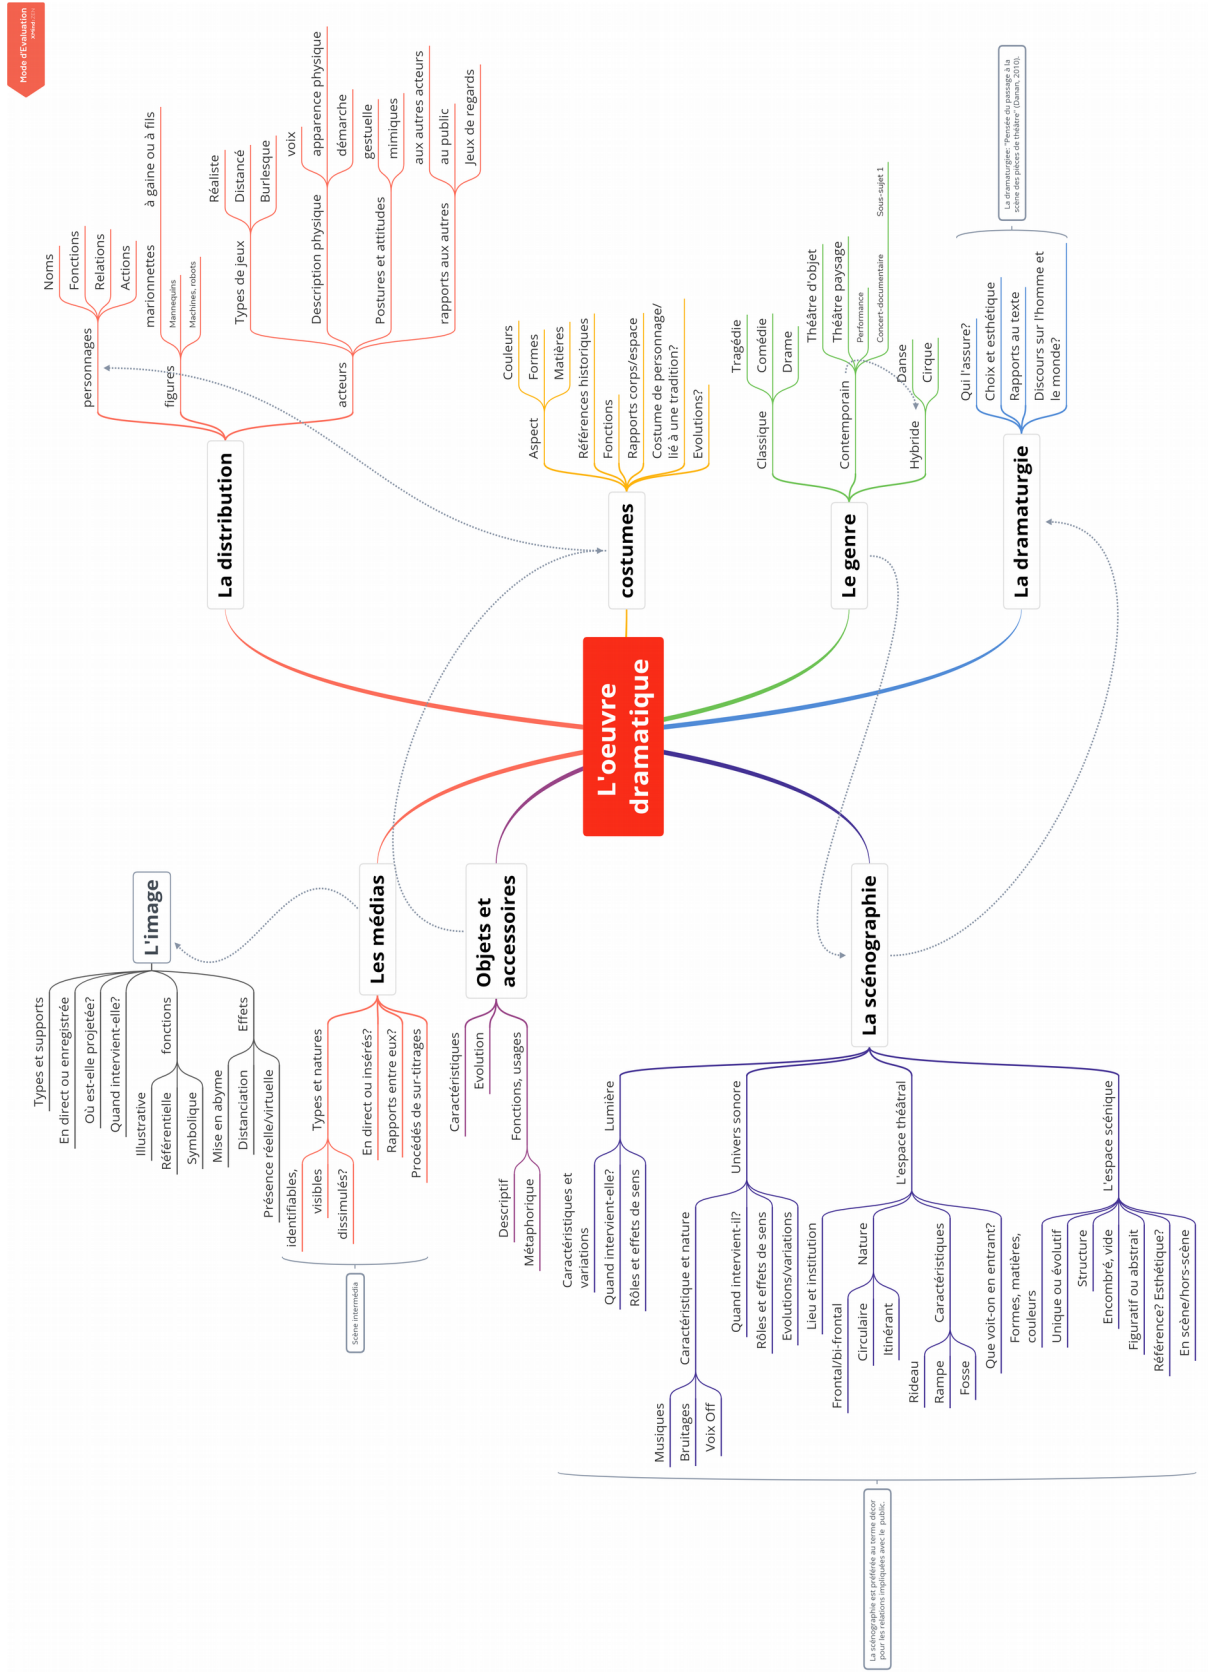 Mode d'Evaluation
XMind:ZEN
L'oeuvre
dramatique
La distribution
personnages
Noms
Fonctions
Relations
Actions
figures
marionnettes
à gaine ou à fils
Mannequins
Machines, robots
acteurs
Types de jeux
Réaliste
Distancé
Burlesque
Description physique
voix
apparence physique
démarche
Postures et attitudes
gestuelle
mimiques
rapports aux autres
aux autres acteurs
au public
Jeux de regards
costumes
Aspect
Couleurs
Formes
Matières
Références historiques
Fonctions
Rapports corps/espace
Costume de personnage/
lié à une tradition?
Evolutions?
Le genre
Classique
Tragédie
Comédie
Drame
Contemporain
Théâtre d'objet
Théâtre paysage
Performance
Concert-documentaire
Sous-sujet 1
Hybride
Danse
Cirque
La dramaturgie
Qui l'assure?
Choix et esthétique
Rapports au texte
Discours sur l'homme et
le monde?
La dramaturgiee: "Pensée du passage à la
scène des pièces de théâtre" (Danan, 2010).
L'image
Types et supports
En direct ou enregistrée
Où est-elle projetée?
Quand intervient-elle?
fonctions
Illustrative
Référentielle
Symbolique
Effets
Mise en abyme
Distanciation
Présence réelle/virtuelle
Les médias
Types et natures
identifiables,
visibles
dissimulés?
En direct ou insérés?
Rapports entre eux?
Procédés de sur-titrages
Scène intermédia
Objets et
accessoires
Caractéristiques
Evolution
Fonctions, usages
Descriptif
Métaphorique
La scénographie
Lumière
Caractéristiques et
variations
Quand intervient-elle?
Rôles et effets de sens
Univers sonore
Caractéristique et nature
Musiques
Bruitages
Voix Off
Quand intervient-il?
Rôles et effets de sens
Evolutions/variations
L'espace théâtral
Lieu et institution
Nature
Frontal/bi-frontal
Circulaire
Itinérant
Caractéristiques
Rideau
Rampe
Fosse
Que voit-on en entrant?
L'espace scénique
Formes, matières,
couleurs
Unique ou évolutif
Structure
Encombré, vide
Figuratif ou abstrait
Référence? Esthétique?
En scène/hors-scène
La scénographie est préférée au terme décor
pour les relations impliquées avec le public.